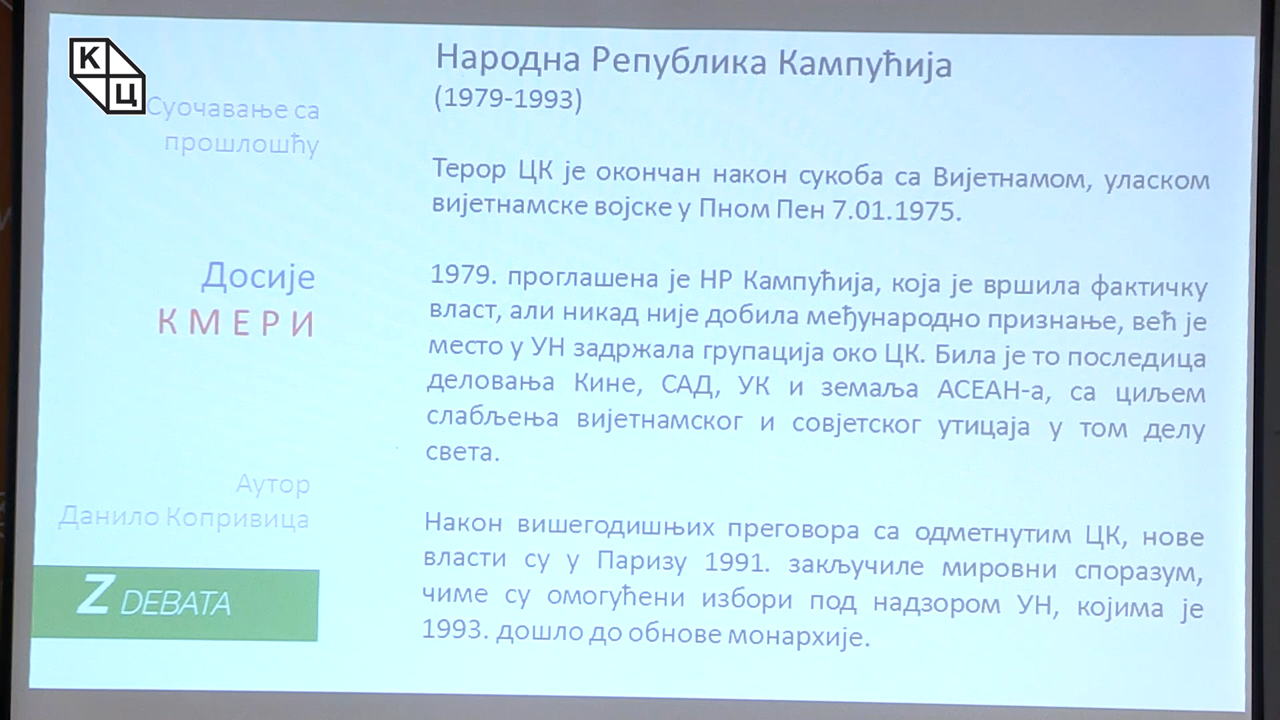 КЦ
Суочавање са
прошлошћу
Досије
КМЕРИ
Аутор
Данило Копривица
Z DEBATA
Народна Република Кампућија
(1979-1993)
Терор ЦК је окончан након сукоба са Вијетнамом, уласком
вијетнамске војске у Пном Пен 7.01.1975.
1979. проглашена је НР Кампућија, која је вршила фактичку
власт, али никад није добила међународно признање, већ је
место у УН задржала групација око ЦК. Била је то последица
деловања Кине, САД, УК и земаља АСЕАН-а, са циљем
слабљења вијетнамског и совјетског утицаја у том делу
света.
Након вишегодишњих преговора са одметнутим ЦК, нове
власти су у Паризу 1991. закључиле мировни споразум,
чиме су омогућени избори под надзором УН, којима је
1993. дошло до обнове монархије.